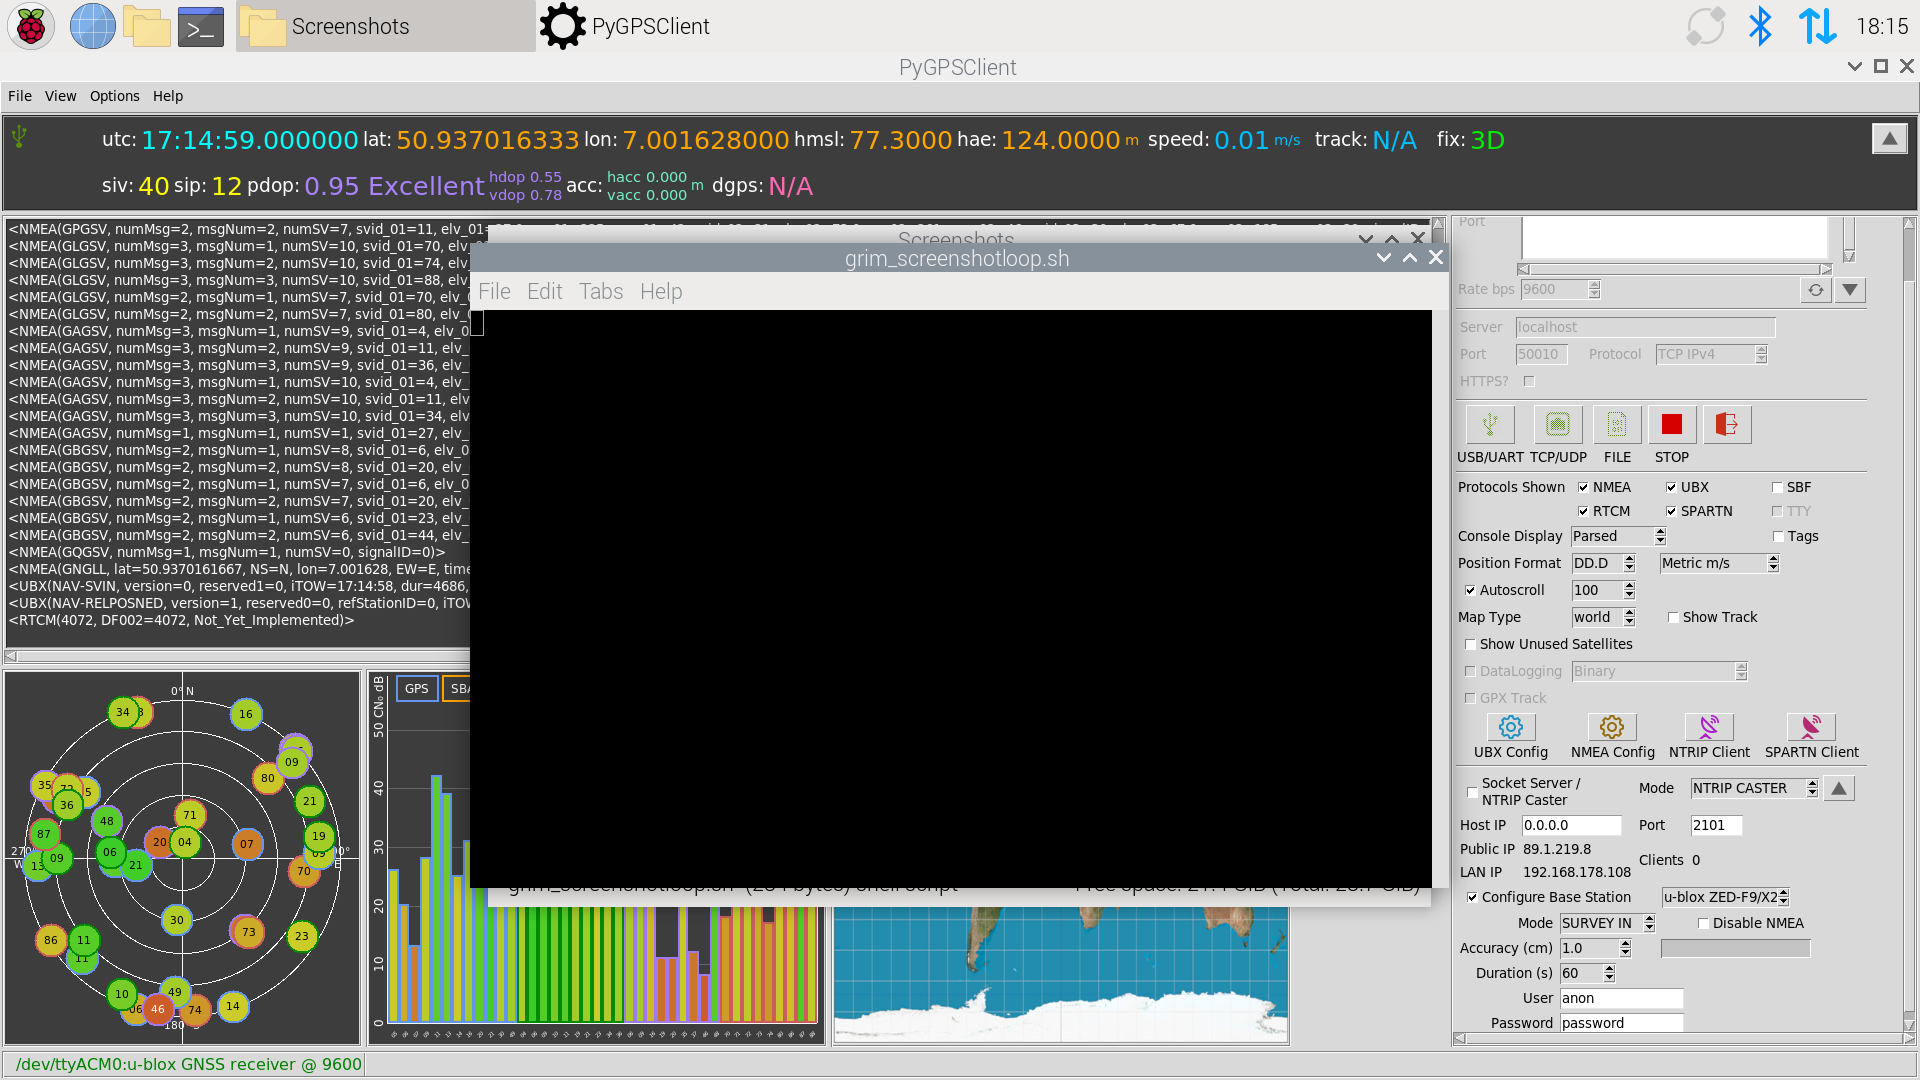 Screenshots
PyGPSClient
18:15
PyGPSClient
File View Options Help
utc: 17:14:59.000000 lat: 50.937016333 lon: 7.001628000 hmsl: 77.3000 hae: 124.0000 m speed: 0.01 m/s track: N/A fix: 3D
siv: 40 sip: 12 pdop: 0.95 Excellent hdop 0.55 vdop 0.78 acc: hacc 0.000 vacc 0.000 m dgps: N/A
<NMEA(GPGSV, numMsg=2, msgNum=2, numSV=7, svid_01=11, elv_01=
<NMEA(GLGSV, numMsg=3, msgNum=1, numSV=10, svid_01=70, elv_
<NMEA(GLGSV, numMsg=3, msgNum=2, numSV=10, svid_01=74, elv_
<NMEA(GLGSV, numMsg=3, msgNum=3, numSV=10, svid_01=88, elv_
<NMEA(GLGSV, numMsg=2, msgNum=1, numSV=7, svid_01=70, elv_0
<NMEA(GLGSV, numMsg=2, msgNum=2, numSV=7, svid_01=80, elv_0
<NMEA(GAGSV, numMsg=3, msgNum=1, numSV=9, svid_01=4, elv_0
<NMEA(GAGSV, numMsg=3, msgNum=2, numSV=9, svid_01=11, elv_
<NMEA(GAGSV, numMsg=3, msgNum=3, numSV=9, svid_01=36, elv_
<NMEA(GAGSV, numMsg=3, msgNum=1, numSV=10, svid_01=4, elv_
<NMEA(GAGSV, numMsg=3, msgNum=2, numSV=10, svid_01=11, elv_
<NMEA(GAGSV, numMsg=3, msgNum=3, numSV=10, svid_01=34, elv_
<NMEA(GAGSV, numMsg=1, msgNum=1, numSV=1, svid_01=27, elv_
<NMEA(GBGSV, numMsg=2, msgNum=1, numSV=8, svid_01=6, elv_0
<NMEA(GBGSV, numMsg=2, msgNum=2, numSV=8, svid_01=20, elv_
<NMEA(GBGSV, numMsg=2, msgNum=1, numSV=7, svid_01=6, elv_0
<NMEA(GBGSV, numMsg=2, msgNum=2, numSV=7, svid_01=20, elv_
<NMEA(GBGSV, numMsg=2, msgNum=1, numSV=6, svid_01=23, elv_
<NMEA(GBGSV, numMsg=2, msgNum=2, numSV=6, svid_01=44, elv_
<NMEA(GQGSV, numMsg=1, msgNum=1, numSV=0, signalID=0)>
<NMEA(GNGLL, lat=50.9370161667, NS=N, lon=7.001628, EW=E, time
<UBX(NAV-SVIN, version=0, reserved1=0, iTOW=17:14:58, dur=4686,
<UBX(NAV-RELPOSNED, version=1, reserved0=0, refStationID=0, iTOW
<RTCM(4072, DF002=4072, Not_Yet_Implemented)>
Screenshots
grim_screenshotloop.sh
File Edit Tabs Help
grim_screenshotloop.sh
shell script
Free space:
Port
Rate bps 9600
Server localhost
Port 50010 Protocol TCP IPv4
HTTPS?
USB/UART TCP/UDP FILE STOP
Protocols Shown NMEA UBX SBF
RTCM SPARTN TTY
Console Display Parsed Tags
Position Format DD.D Metric m/s
Autoscroll 100
Map Type world Show Track
Show Unused Satellites
DataLogging Binary
GPX Track
UBX Config NMEA Config NTRIP Client SPARTN Client
Socket Server /
NTRIP Caster Mode NTRIP CASTER
Host IP 0.0.0.0 Port 2101
Public IP 89.1.219.8
Clients 0
LAN IP 192.168.178.108
Configure Base Station u-blox ZED-F9/X2
Mode SURVEY IN Disable NMEA
Accuracy (cm) 1.0
Duration (s) 60
User anon
Password password
0° N
34
16
09
80
35
36
21
48
71
87
19
20
04
07
06
09
21
13
70
30
73
23
86
11
11
10
49
46
74
14
180
GPS
50 CN₀ dB
40
30
20
10
0
/dev/ttyACM0:u-blox GNSS receiver @ 9600